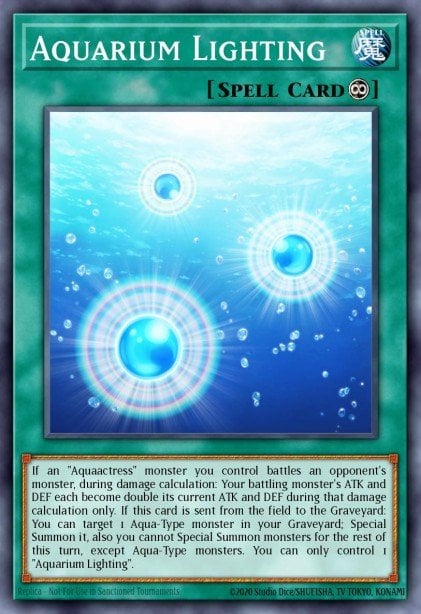 AQUARIUM LIGHTING
SPELL
魔
[SPELL CARD]
If an "Aquaactress" monster you control battles an opponent's
monster, during damage calculation: Your battling monster's ATK and
DEF each become double its current ATK and DEF during that damage
calculation only. If this card is sent from the field to the Graveyard:
You can target 1 Aqua-Type monster in your Graveyard; Special
Summon it, also you cannot Special Summon monsters for the rest of
this turn, except Aqua-Type monsters. You can only control 1
"Aquarium Lighting".
Replica - Not For Use in Sanctioned Tournaments
©2020 Studio Dice/SHUEISHA, TV TOKYO, KONAMI